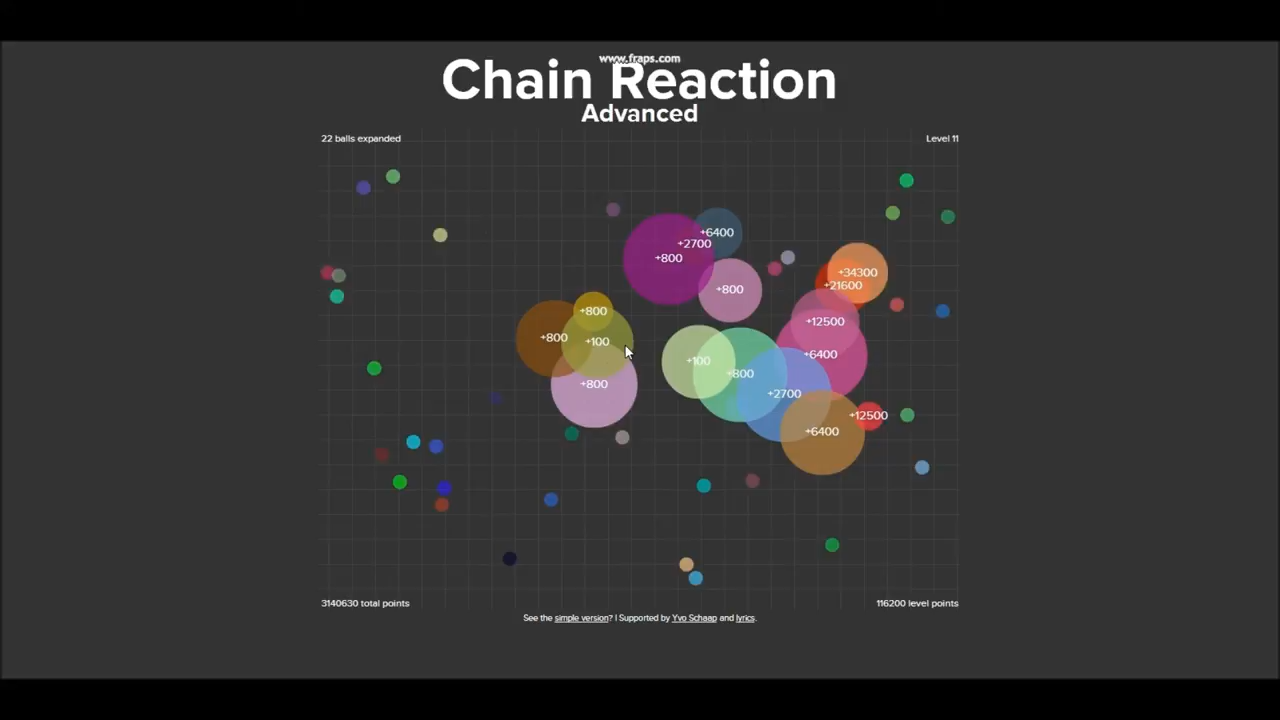 www.fraps.com
Chain Reaction
Advanced
22 balls expanded
Level 11
+6400
+2700
+800
+34300
+21600
+800
+800
+12500
+800
+100
+6400
+100
+800
+800
+2700
+12500
+6400
3140630 total points
116200 level points
See the simple version? | Supported by Yvo Schaap and lyrics.